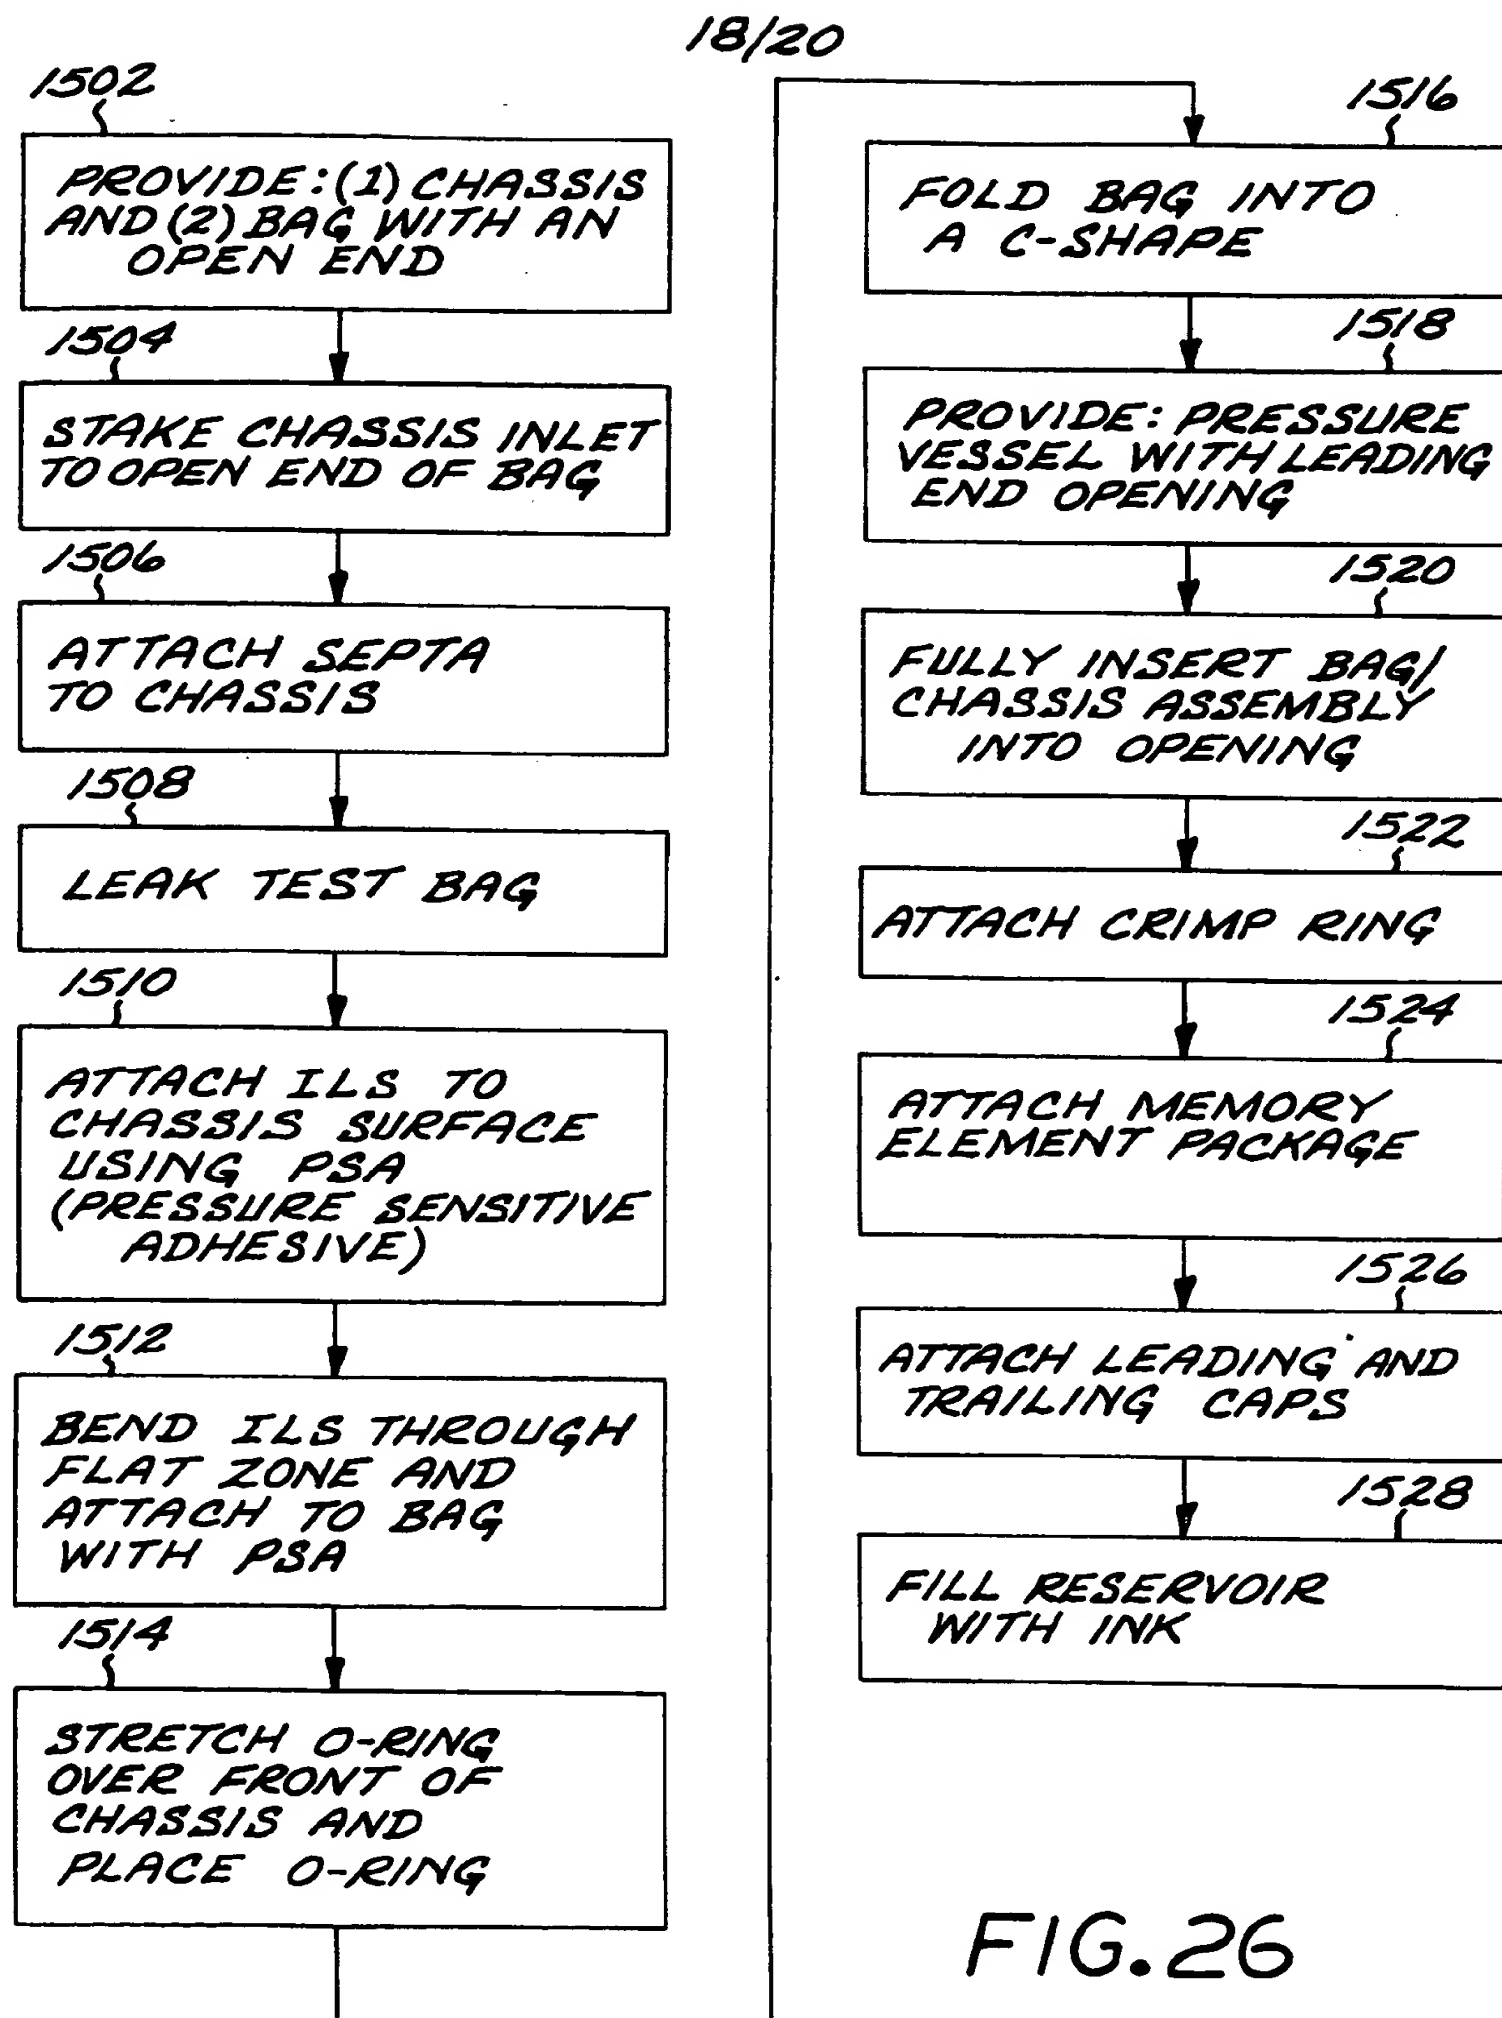 18/20
1502
PROVIDE:(1) CHASSIS
AND (2) BAG WITH AN
OPEN END
1504
STAKE CHASSIS INLET
TO OPEN END OF BAG
1506
ATTACH SEPTA
TO CHASSIS
1508
LEAK TEST BAG
1510
ATTACH ILS TO
CHASSIS SURFACE
USING PSA
(PRESSURE SENSITIVE
ADHESIVE)
1512
BEND ILS THROUGH
FLAT ZONE AND
ATTACH TO BAG
WITH PSA
1514
STRETCH O-RING
OVER FRONT OF
CHASSIS AND
PLACE O-RING
1516
FOLD BAG INTO
A C-SHAPE
1518
PROVIDE: PRESSURE
VESSEL WITH LEADING
END OPENING
1520
FULLY INSERT BAG/
CHASSIS ASSEMBLY
INTO OPENING
1522
ATTACH CRIMP RING
1524
ATTACH MEMORY
ELEMENT PACKAGE
1526
ATTACH LEADING AND
TRAILING CAPS
1528
FILL RESERVOIR
WITH INK
FIG.26